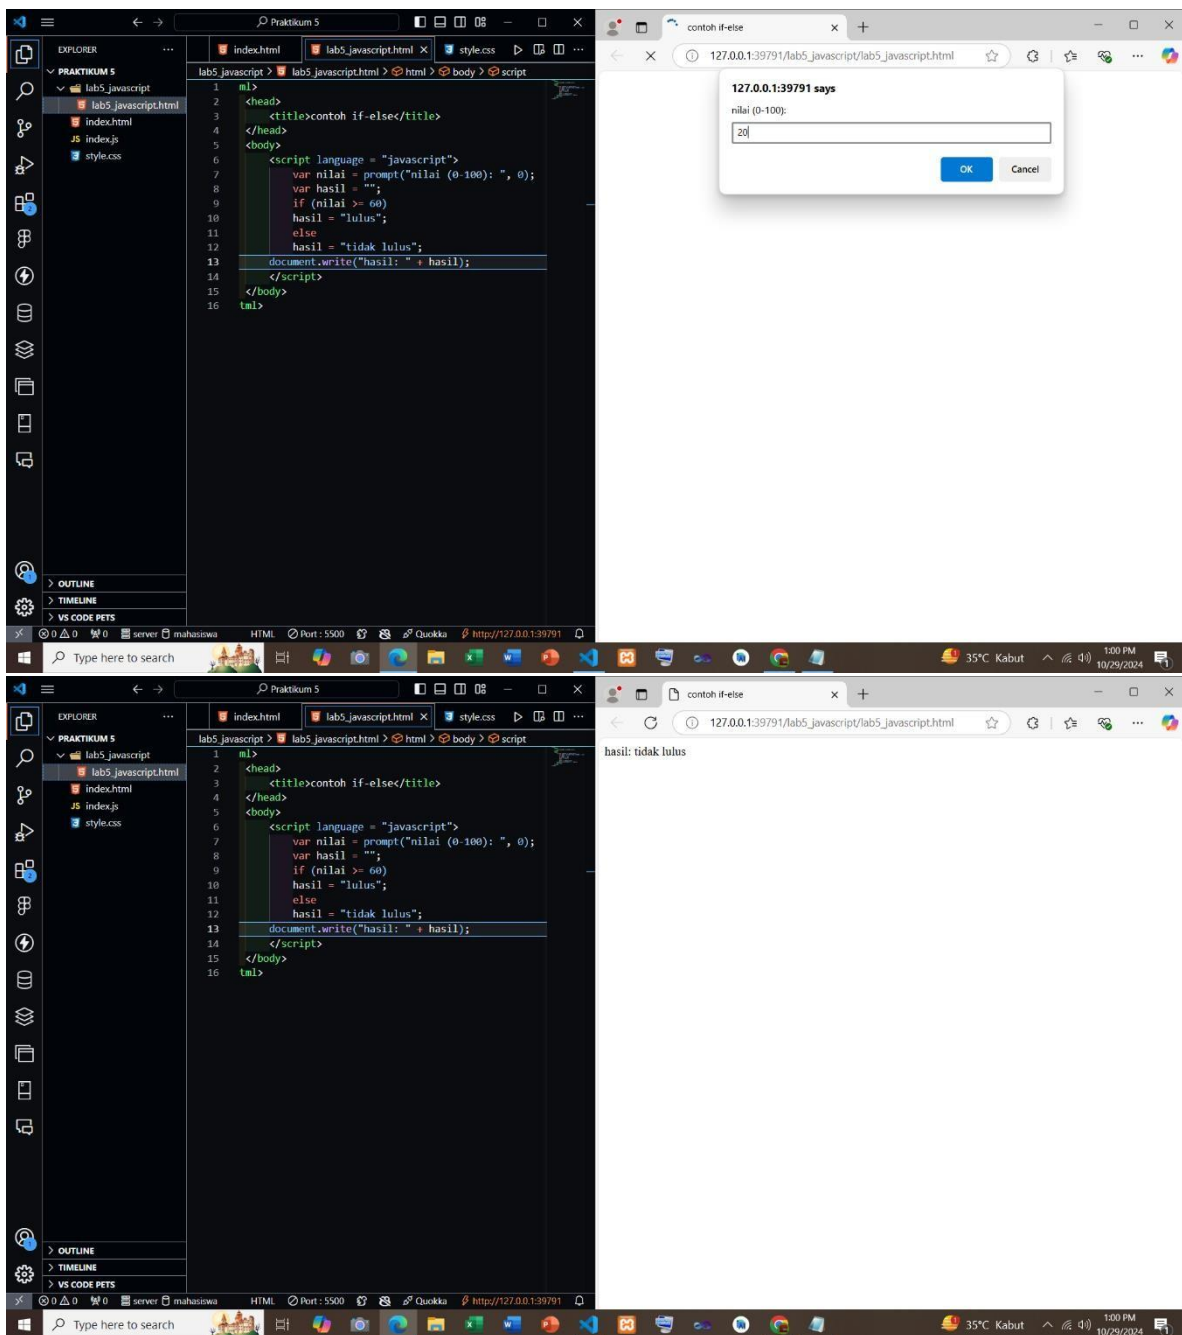 Praktikum 5
EXPLORER
index.html
lab5_javascript.html
style.css
PRAKTIKUM 5
lab5_javascript > lab5_javascript.html > html > body > script
lab5_javascript
lab5_javascript.html
index.html
JS index.js
style.css
1 ml>
2 <head>
3 <title>contoh if-else</title>
4 </head>
5 <body>
6 <script language = "javascript">
7 var nilai = prompt("nilai (0-100): ", 0);
8 var hasil = "";
9 if (nilai >= 60)
10 hasil = "lulus";
11 else
12 hasil = "tidak lulus";
13 document.write("hasil: " + hasil);
14 </script>
15 </body>
16 tml>
OUTLINE
TIMELINE
VS CODE PETS
0 0 0 server mahasiswa HTML Port : 5500 Quokka http://127.0.0.1:39791
contoh if-else
127.0.0.1:39791/lab5_javascript/lab5_javascript.html
127.0.0.1:39791 says
nilai (0-100):
20
OK Cancel
Type here to search
35°C Kabut
1:00 PM
10/29/2024
Praktikum 5
EXPLORER
index.html
lab5_javascript.html
style.css
PRAKTIKUM 5
lab5_javascript > lab5_javascript.html > html > body > script
lab5_javascript
lab5_javascript.html
index.html
JS index.js
style.css
1 ml>
2 <head>
3 <title>contoh if-else</title>
4 </head>
5 <body>
6 <script language = "javascript">
7 var nilai = prompt("nilai (0-100): ", 0);
8 var hasil = "";
9 if (nilai >= 60)
10 hasil = "lulus";
11 else
12 hasil = "tidak lulus";
13 document.write("hasil: " + hasil);
14 </script>
15 </body>
16 tml>
OUTLINE
TIMELINE
VS CODE PETS
0 0 0 server mahasiswa HTML Port : 5500 Quokka http://127.0.0.1:39791
contoh if-else
127.0.0.1:39791/lab5_javascript/lab5_javascript.html
hasil: tidak lulus
Type here to search
35°C Kabut
1:00 PM
10/29/2024